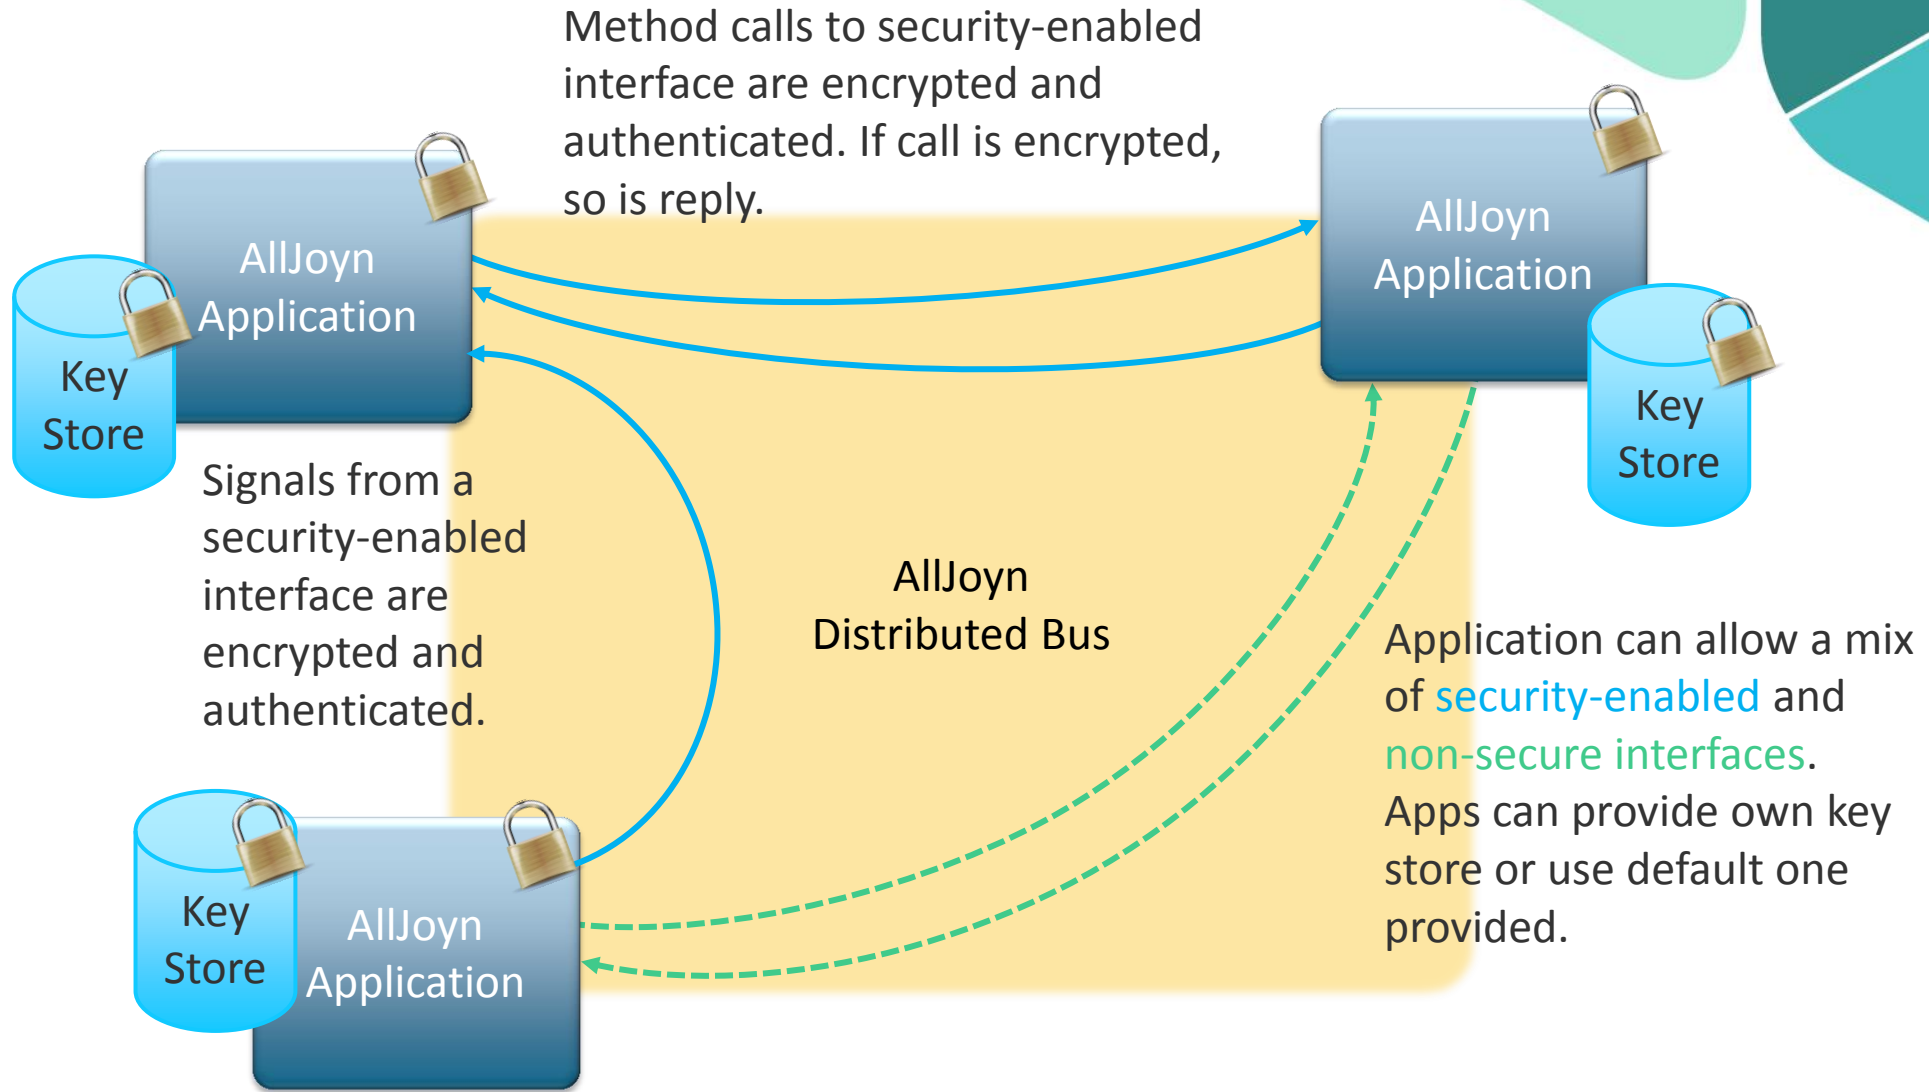 Method calls to security-enabled
interface are encrypted and
authenticated. If call is encrypted,
so is reply.
AllJoyn
Application
Key
Store
AllJoyn
Application
Key
Store
Signals from a
security-enabled
interface are
encrypted and
authenticated.
AllJoyn
Distributed Bus
Application can allow a mix
of security-enabled and
non-secure interfaces.
Apps can provide own key
store or use default one
provided.
Key
Store
AllJoyn
Application